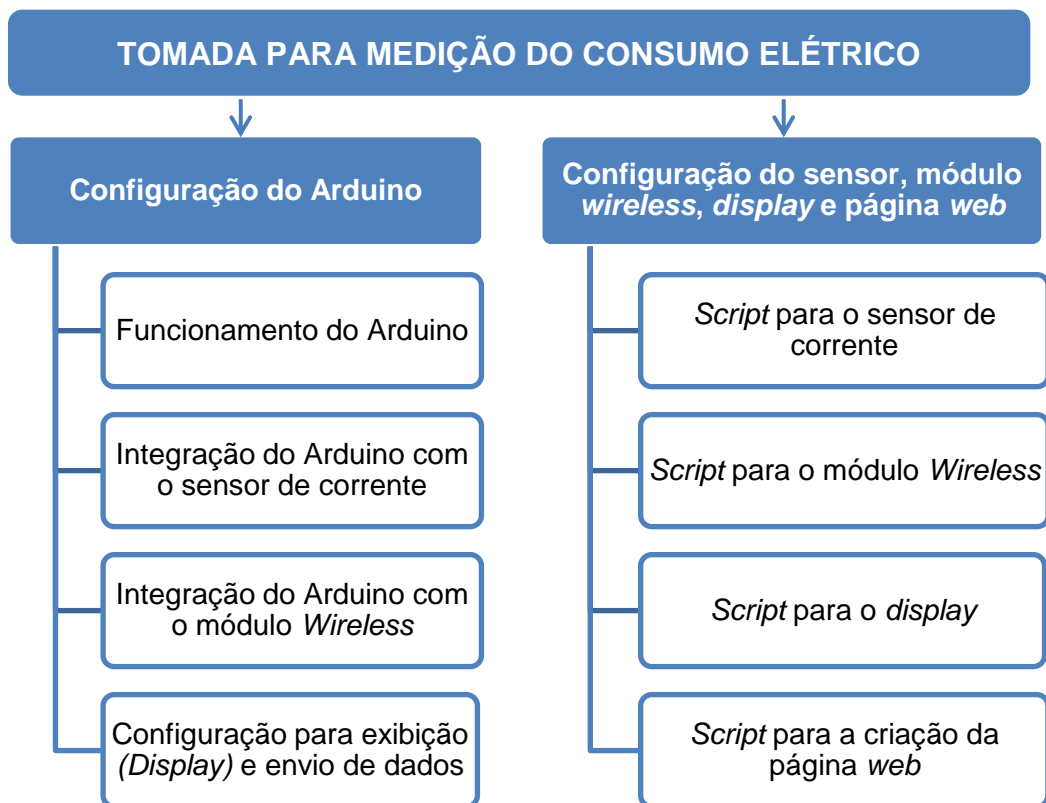 TOMADA PARA MEDIÇÃO DO CONSUMO ELÉTRICO
Configuração do Arduino
Funcionamento do Arduino
Integração do Arduino com
o sensor de corrente
Integração do Arduino com
o módulo Wireless
Configuração para exibição
(Display) e envio de dados
Configuração do sensor, módulo
wireless, display e página web
Script para o sensor de
corrente
Script para o módulo Wireless
Script para o display
Script para a criação da
página web